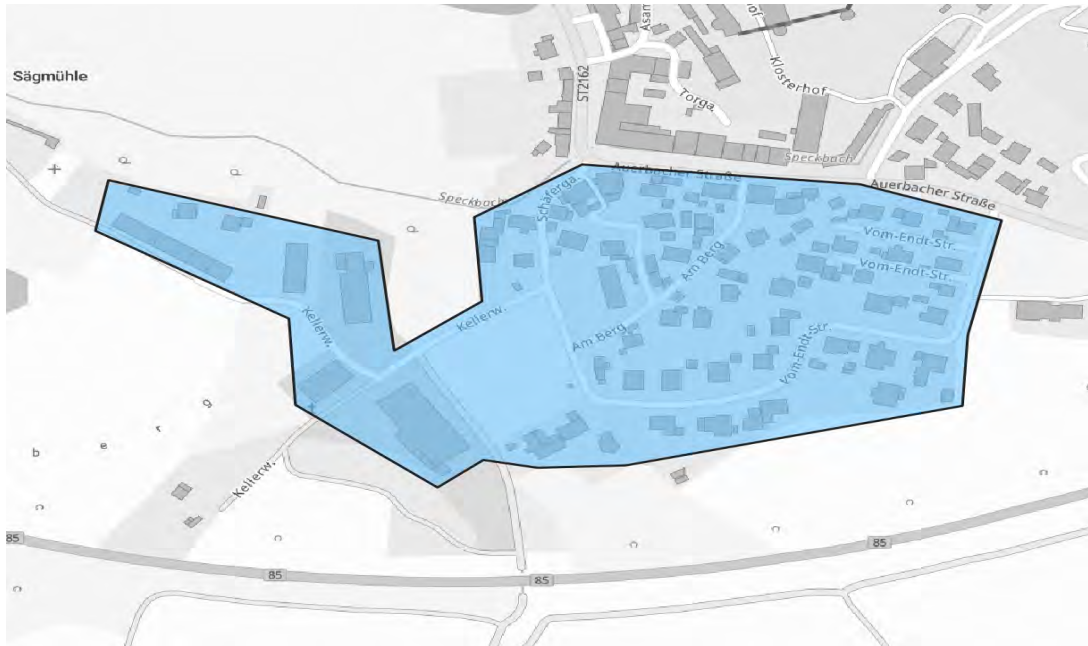 Sägmühle
ST2162
Asam
hof
Klosterhof
Torga.
Speckbach
Auerbacher Straße
Auerbacher Straße
Speckbach
Schäferga.
Vom-Endt-Str.
Vom-Endt-Str.
Am Berg
Kellerw.
Kellerw.
Am Berg
Vom-Endt-Str.
b e r g
Kellerw.
85
85
85
85